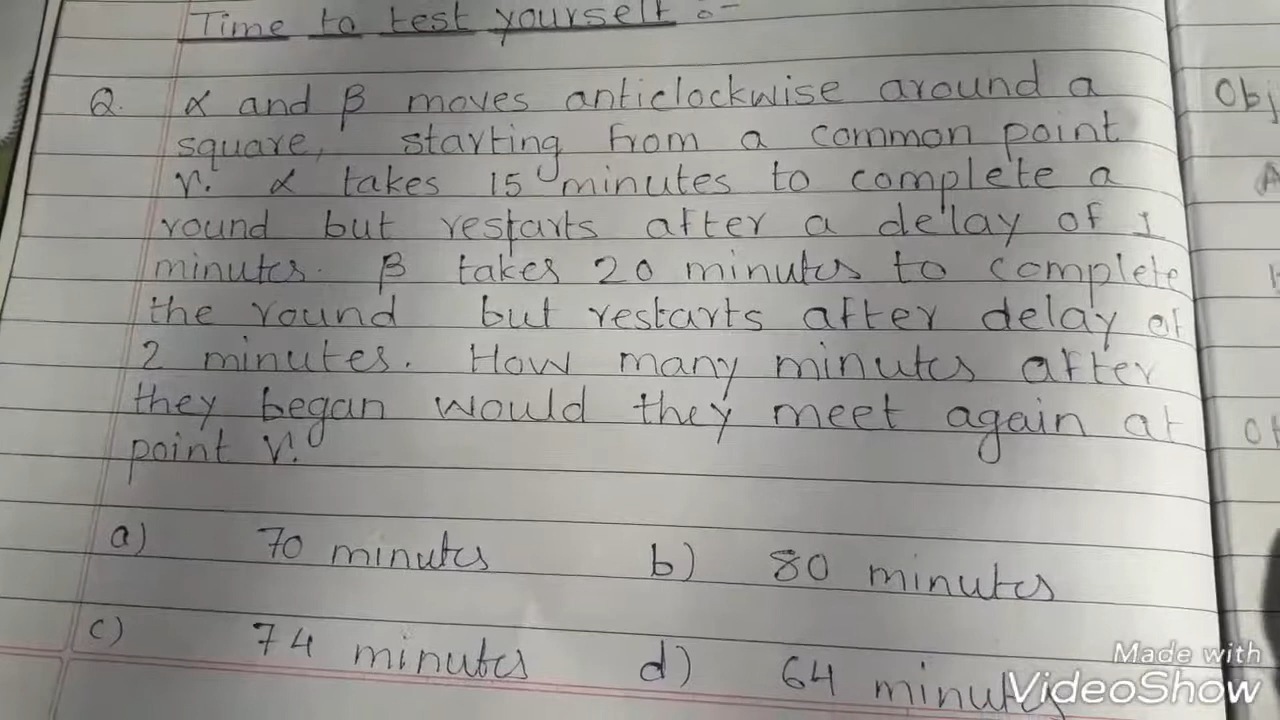 Time to test yourself :-
Q. α and β moves anticlockwise around a
square, starting from a common point
r. α takes 15 minutes to complete a
round but restarts after a delay of 1
minutes. β takes 20 minutes to complete
the round but restarts after delay of
2 minutes. How many minutes after
they began would they meet again at
point r.
a) 70 minutes b) 80 minutes
c) 74 minutes d) 64 minutes
Obj
Made with
VideoShow